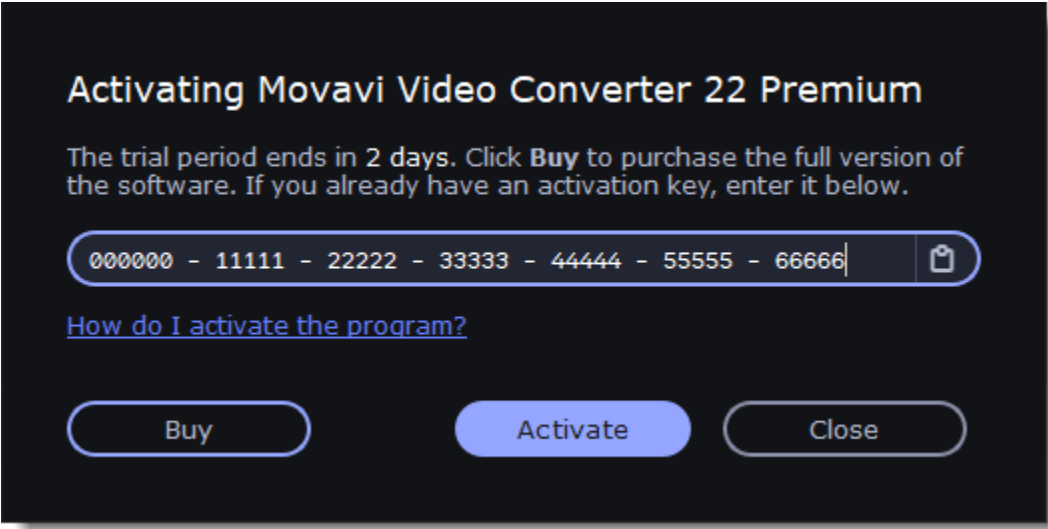 Activating Movavi Video Converter 22 Premium
The trial period ends in 2 days. Click Buy to purchase the full version of
the software. If you already have an activation key, enter it below.
000000 - 11111 - 22222 - 33333 - 44444 - 55555 - 66666
How do I activate the program?
Buy Activate Close